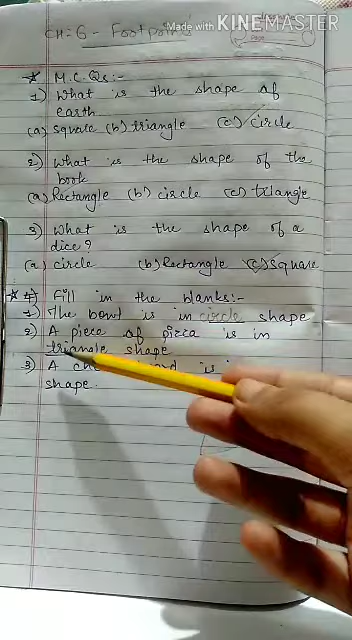 Made with KINEMASTER
CH-6 - Footprints
Page
* M.C.Qs:-
1) What is the shape of
earth
(a) square (b) triangle (c) circle
2) what is the shape of the
book
(a) Rectangle (b) circle (c) triangle
3) what is the shape of a
dice?
(a) circle (b) Rectangle (c) square
* Fill in the blanks:-
1) The bowl is in circle shape
2) A piece of pizza is in
triangle shape
3) A is
shape.